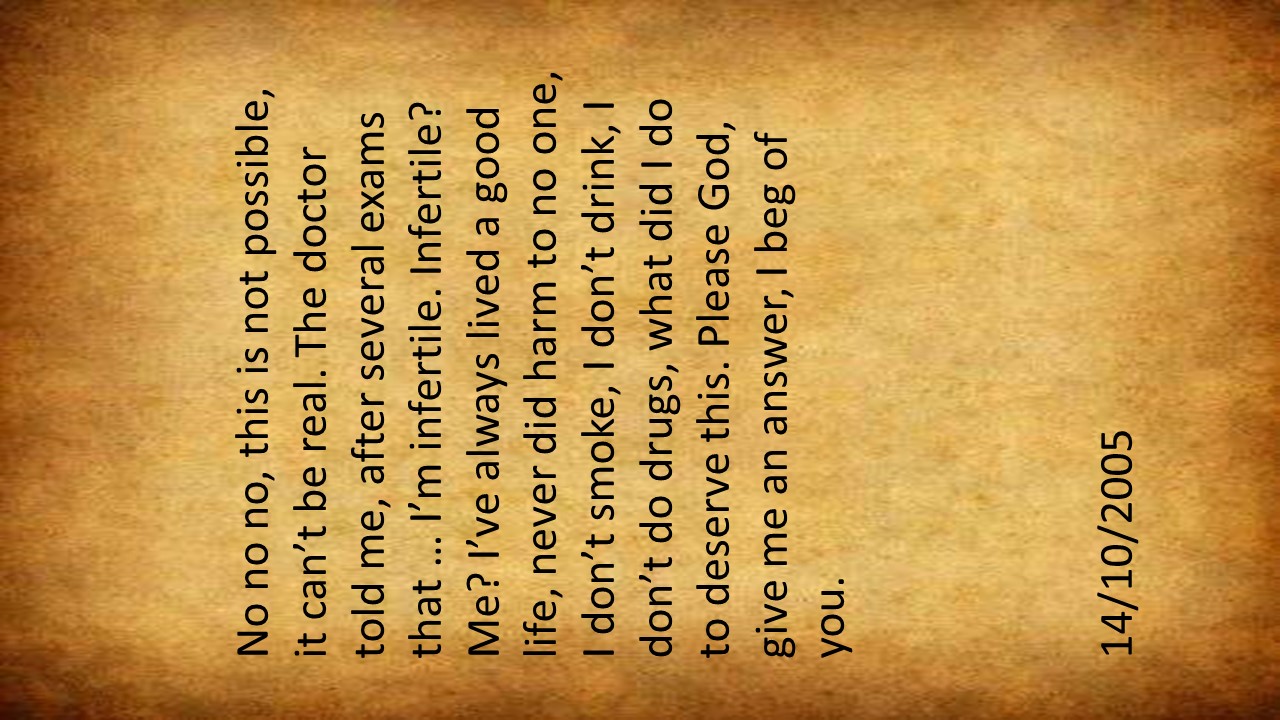 No no no, this is not possible,
it can’t be real. The doctor
told me, after several exams
that … I’m infertile. Infertile?
Me? I’ve always lived a good
life, never did harm to no one,
I don’t smoke, I don’t drink, I
don’t do drugs, what did I do
to deserve this. Please God,
give me an answer, I beg of
you.
14/10/2005